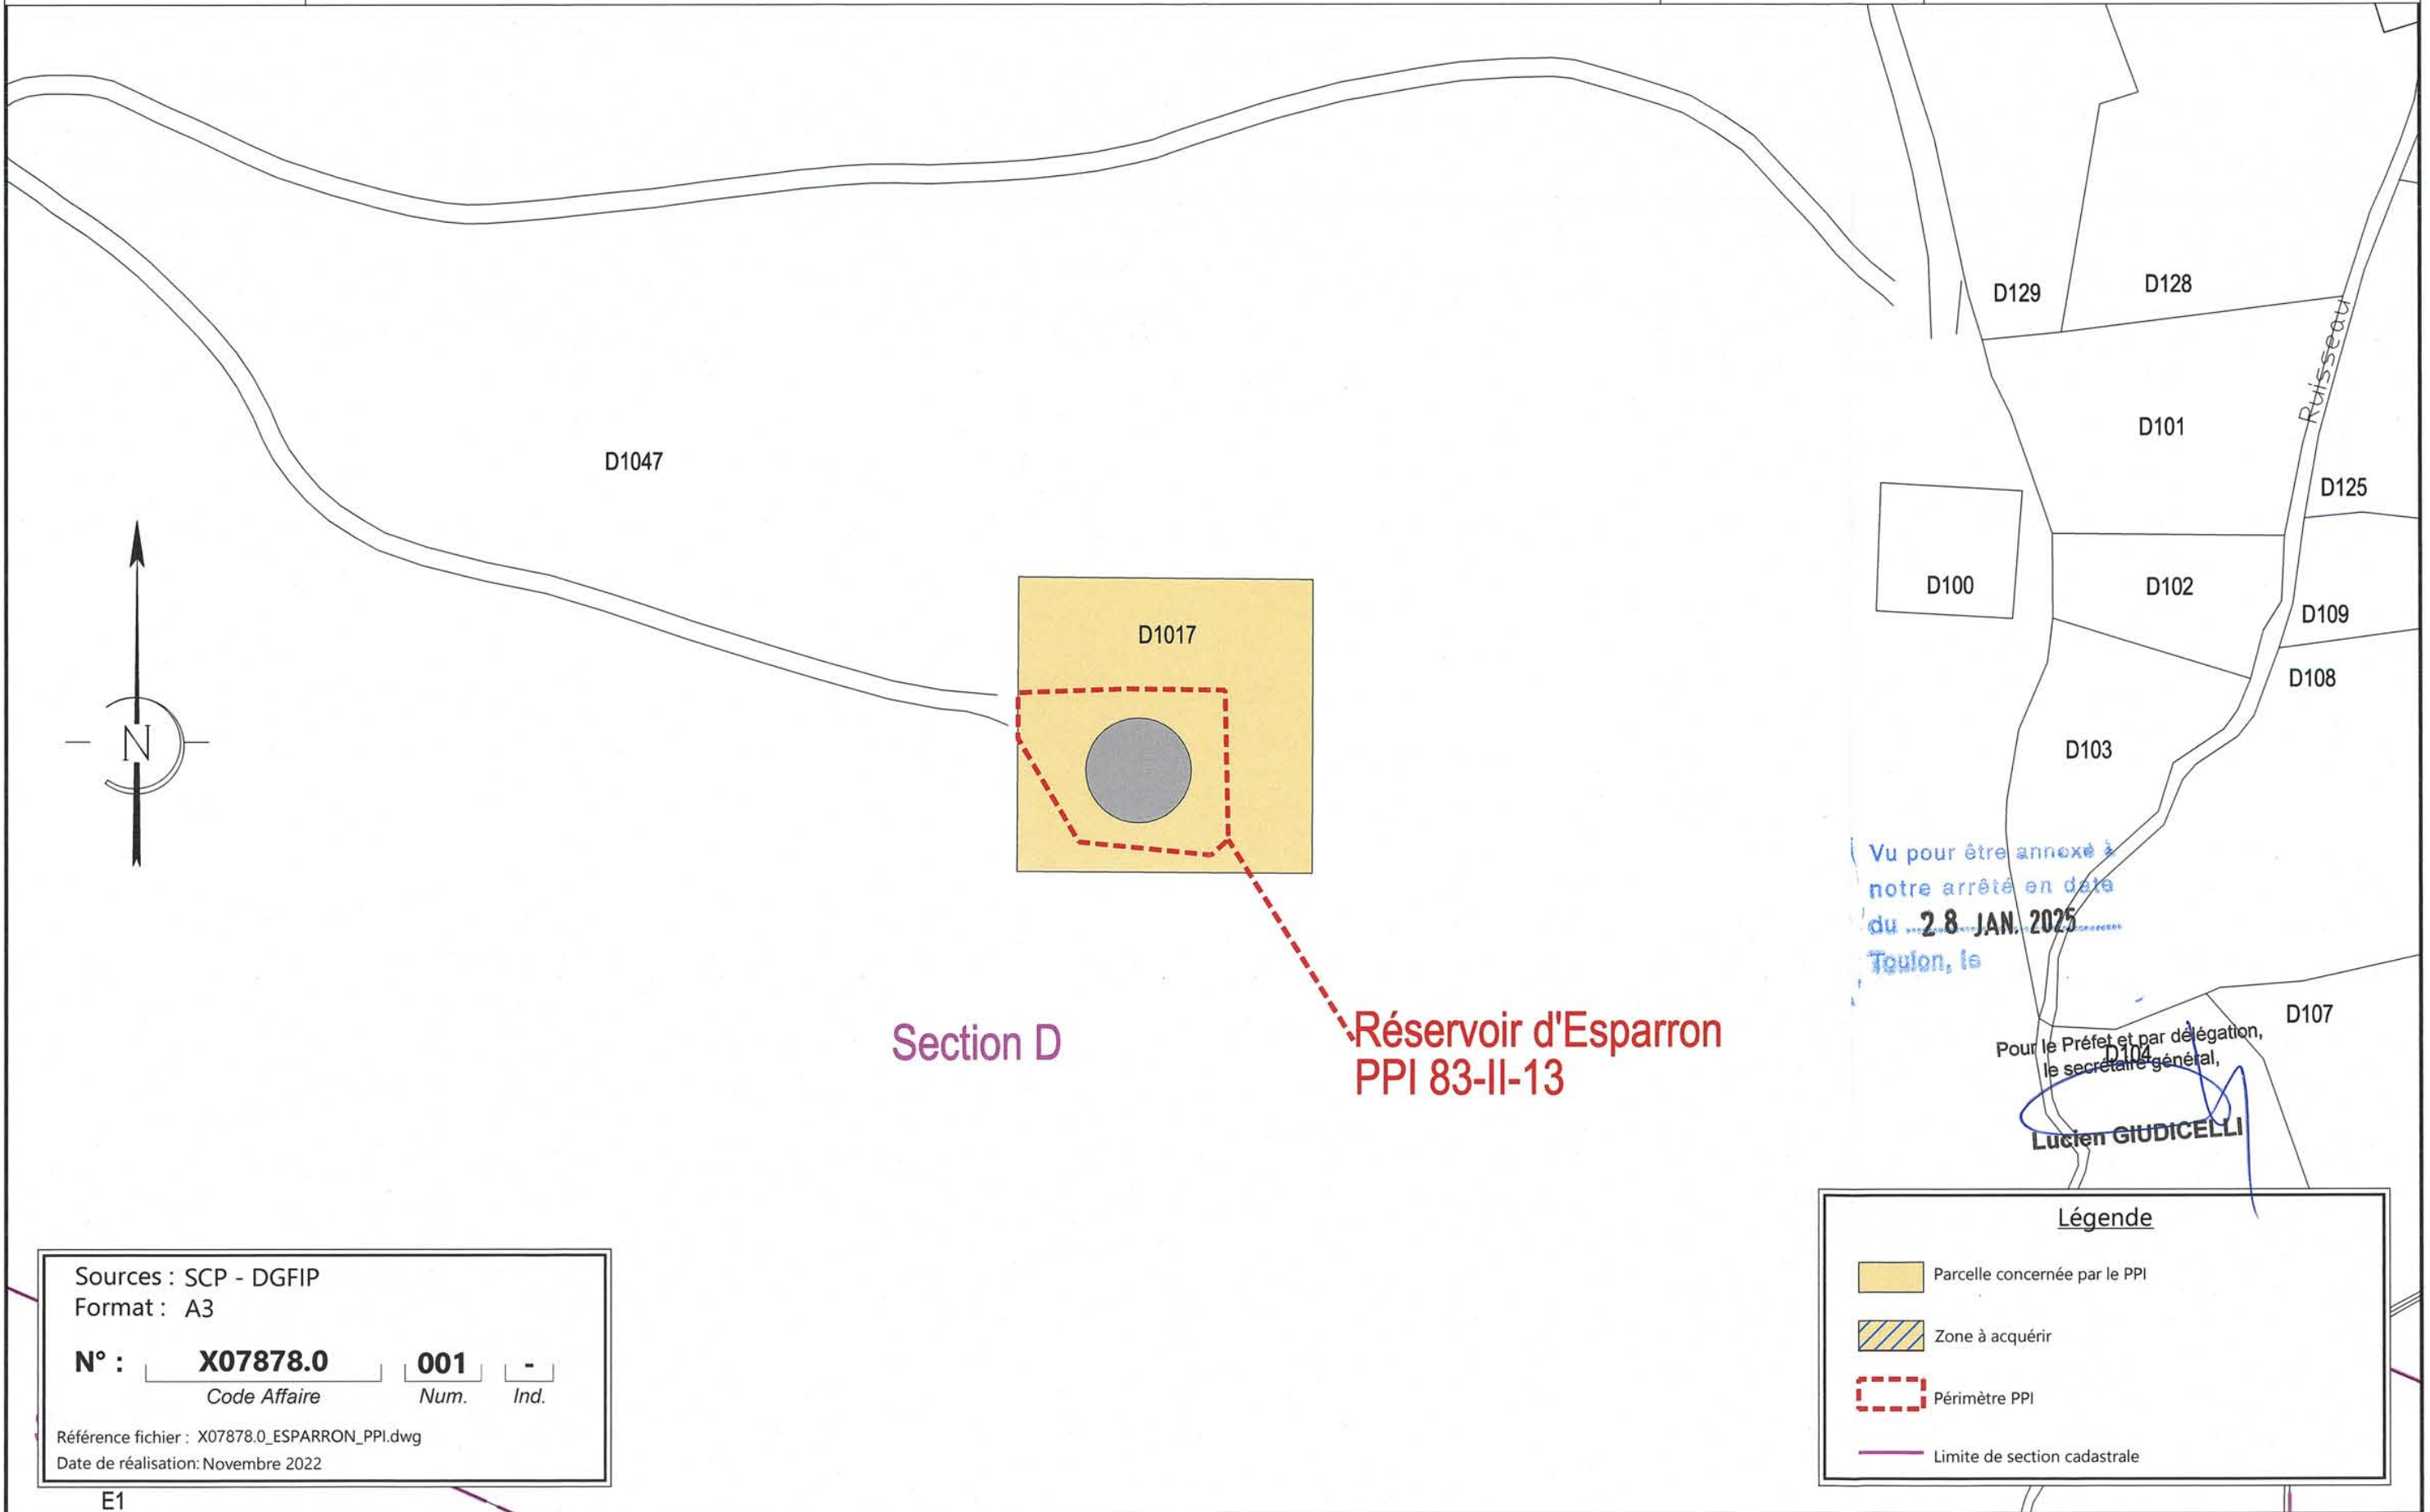 D129
D128
Ruisseau
D101
D1047
D125
D100
D102
D1017
D109
D108
N
D103
Vu pour être annexé à
notre arrêté en date
du 28 JAN. 2025
Toulon, le
Section D
Réservoir d'Esparron
PPI 83-II-13
D107
Pour le Préfet et par délégation,
D104
le secrétaire général,
Lucien GIUDICELLI
Sources : SCP - DGFIP
Format : A3
N° : X07878.0 001 -
Code Affaire Num. Ind.
Référence fichier : X07878.0_ESPARRON_PPI.dwg
Date de réalisation: Novembre 2022
E1
Légende
Parcelle concernée par le PPI
Zone à acquérir
Périmètre PPI
Limite de section cadastrale